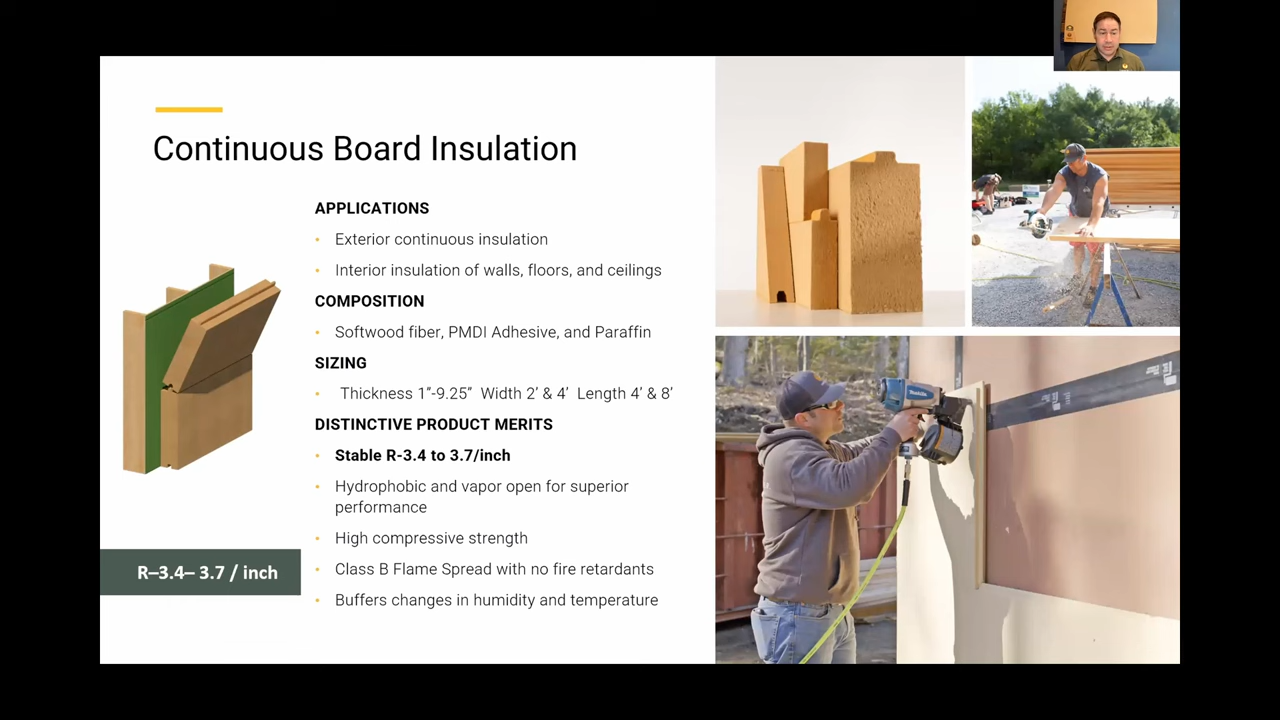 Continuous Board Insulation
APPLICATIONS
• Exterior continuous insulation
• Interior insulation of walls, floors, and ceilings
COMPOSITION
• Softwood fiber, PMDI Adhesive, and Paraffin
SIZING
• Thickness 1”-9.25” Width 2’ & 4’ Length 4’ & 8’
DISTINCTIVE PRODUCT MERITS
• Stable R-3.4 to 3.7/inch
• Hydrophobic and vapor open for superior
performance
• High compressive strength
• Class B Flame Spread with no fire retardants
• Buffers changes in humidity and temperature
R–3.4– 3.7 / inch